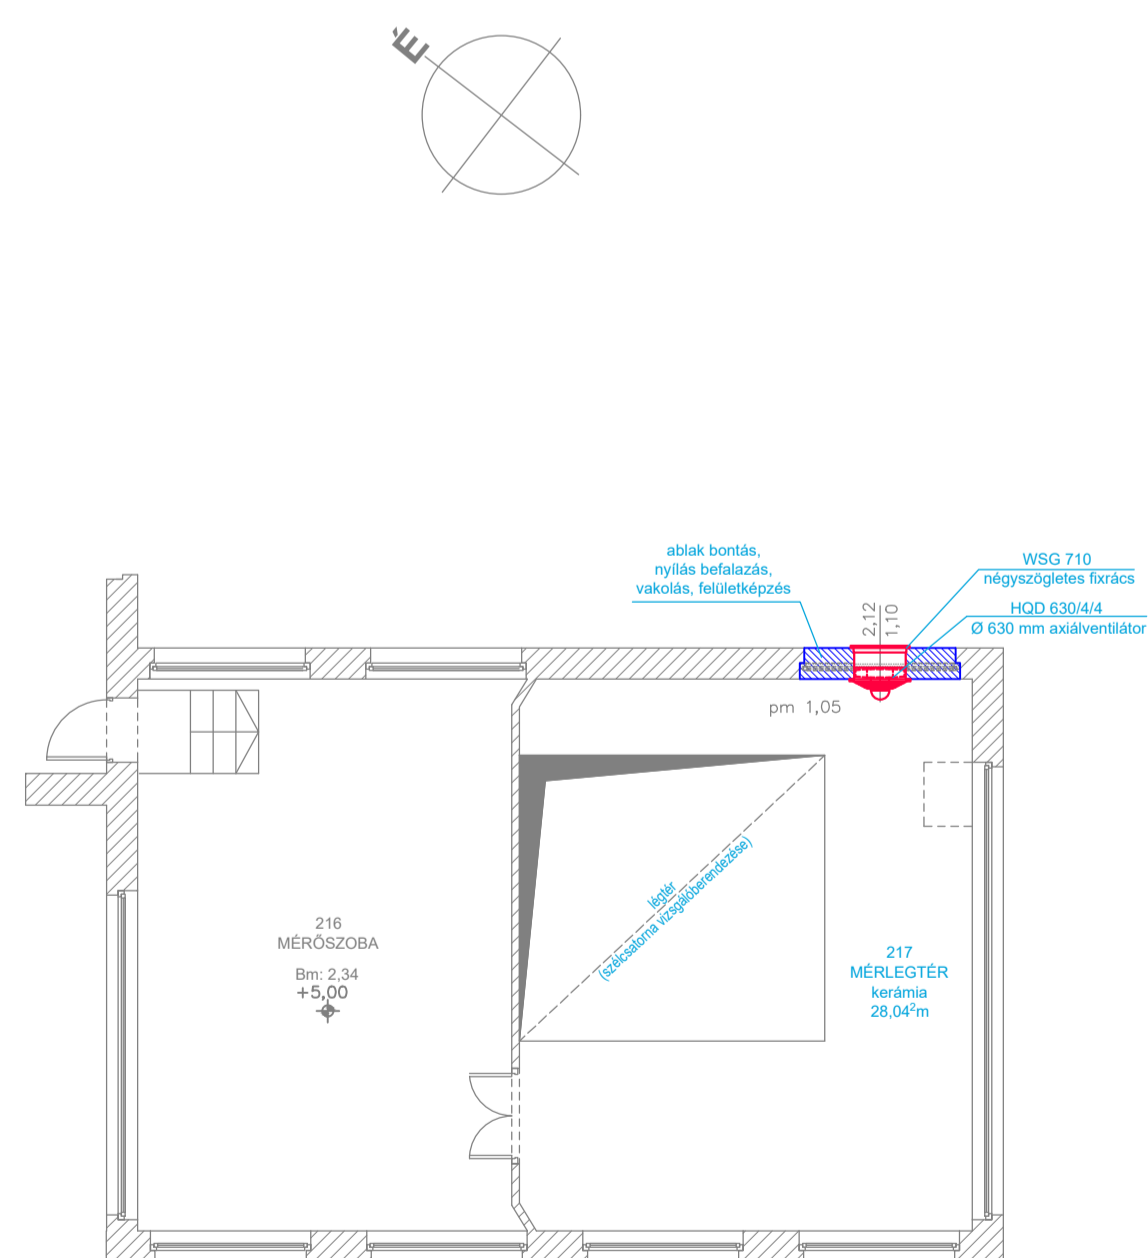 É
ablak bontás,
nyílás befalazás,
vakolás, felületképzés
WSG 710
négyszögletes fixrács
HQD 630/4/4
Ø 630 mm axiálventilátor
2,12
1,10
pm 1,05
légtér
(szélcsatorna vizsgálóberendezése)
216
MÉRŐSZOBA
Bm: 2,34
+5,00
217
MÉRLEGTÉR
kerámia
28,04²m